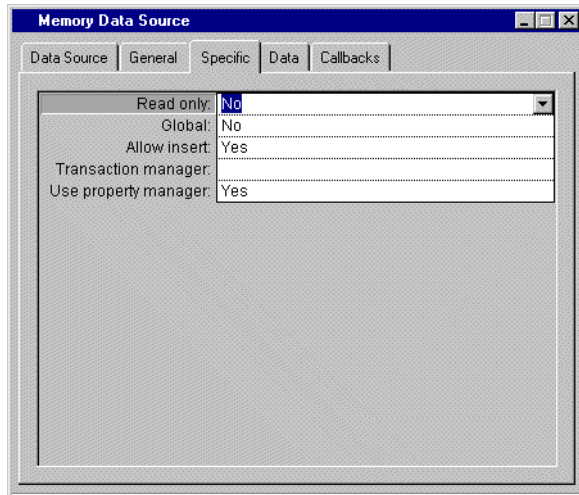 Memory Data Source
Data Source General Specific Data Callbacks
Read only: No
Global: No
Allow insert: Yes
Transaction manager:
Use property manager: Yes